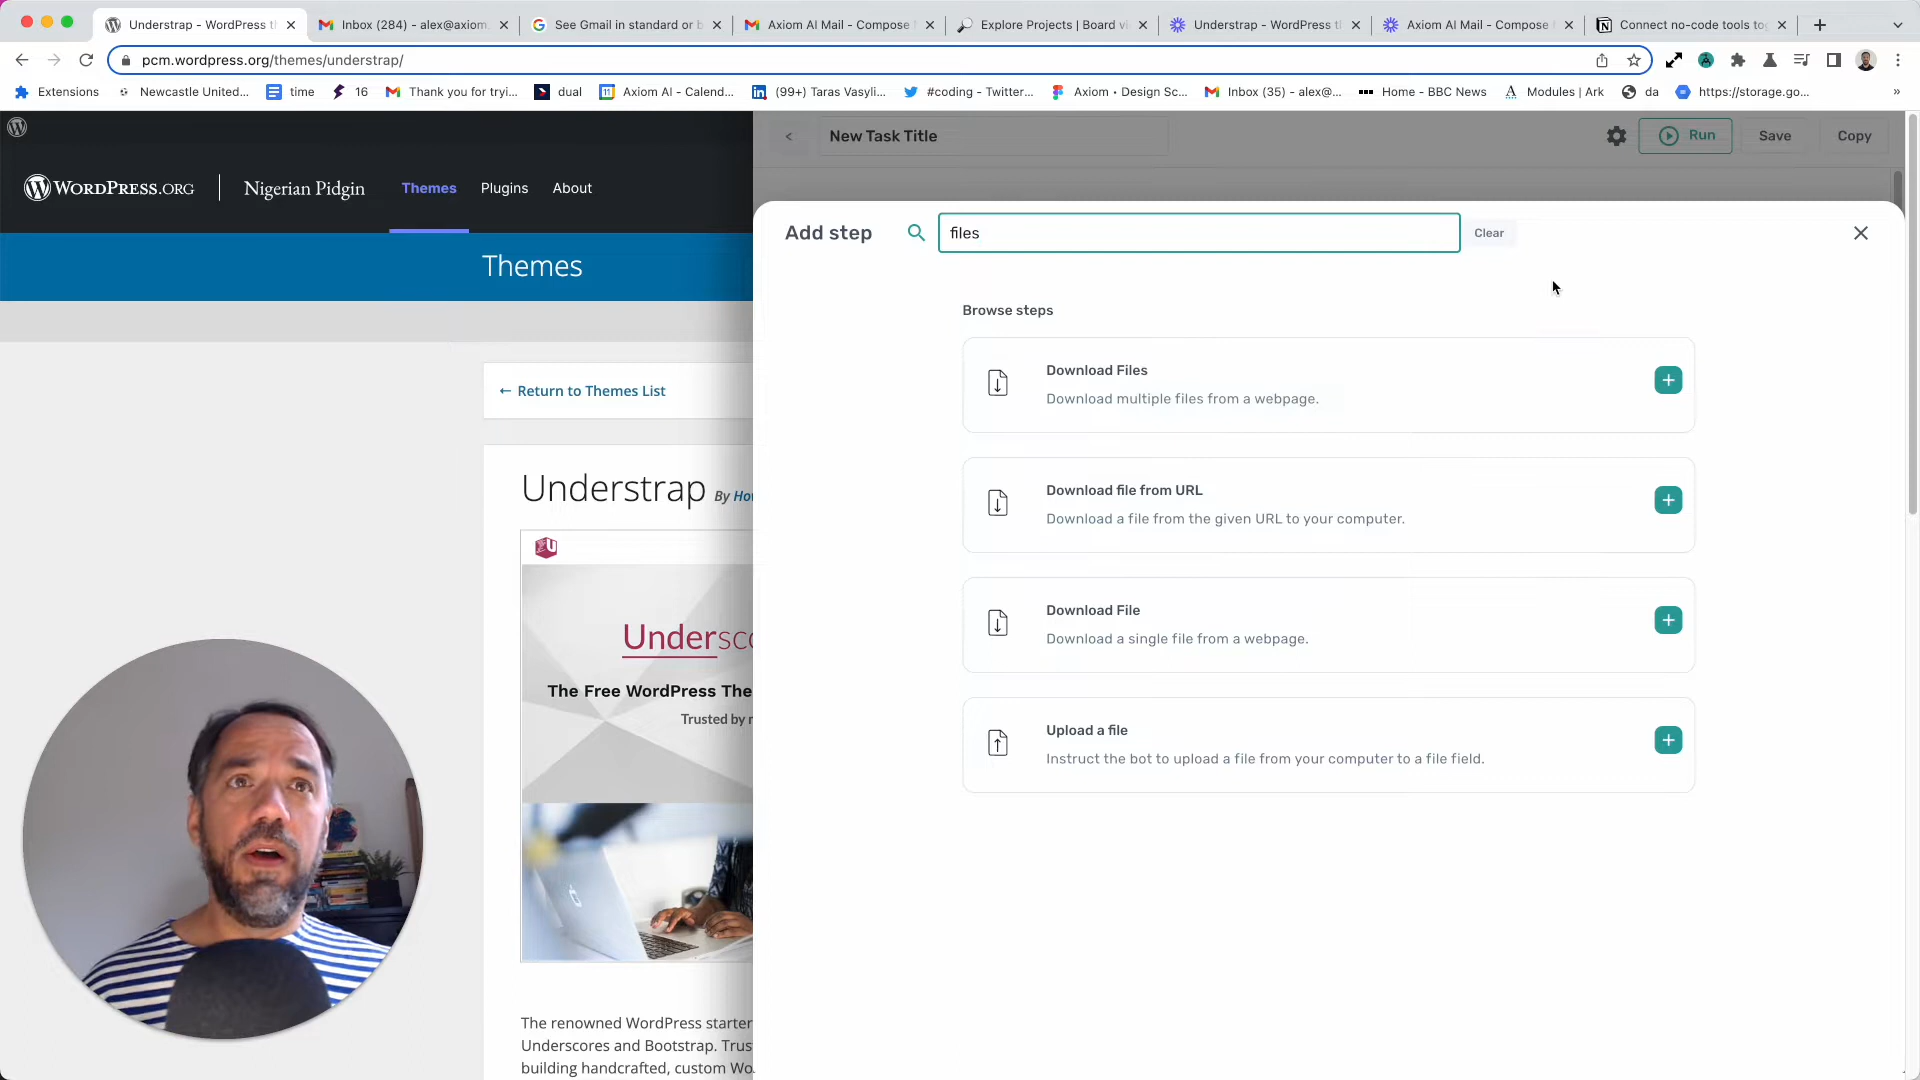 Understrap - WordPress t
Inbox (284) - alex@axiom.
See Gmail in standard or b
Axiom AI Mail - Compose
Explore Projects | Board v
Understrap - WordPress t
Axiom AI Mail - Compose
Connect no-code tools to
pcm.wordpress.org/themes/understrap/
Extensions
Newcastle United...
time
16
Thank you for tryi...
dual
Axiom AI - Calend...
(99+) Taras Vasyli...
#coding - Twitter...
Axiom • Design Sc...
Inbox (35) - alex@...
Home - BBC News
Modules | Ark
da
https://storage.go...
»
WORDPRESS.ORG
Nigerian Pidgin
Themes
Plugins
About
<
New Task Title
Run
Save
Copy
Themes
Add step
files
Clear
Browse steps
Download Files
Download multiple files from a webpage.
Download file from URL
Download a file from the given URL to your computer.
Download File
Download a single file from a webpage.
Upload a file
Instruct the bot to upload a file from your computer to a file field.
← Return to Themes List
Understrap By Ho
U
Undersc
The Free WordPress The
Trusted by
The renowned WordPress starter
Underscores and Bootstrap. Trus
building handcrafted, custom Wo